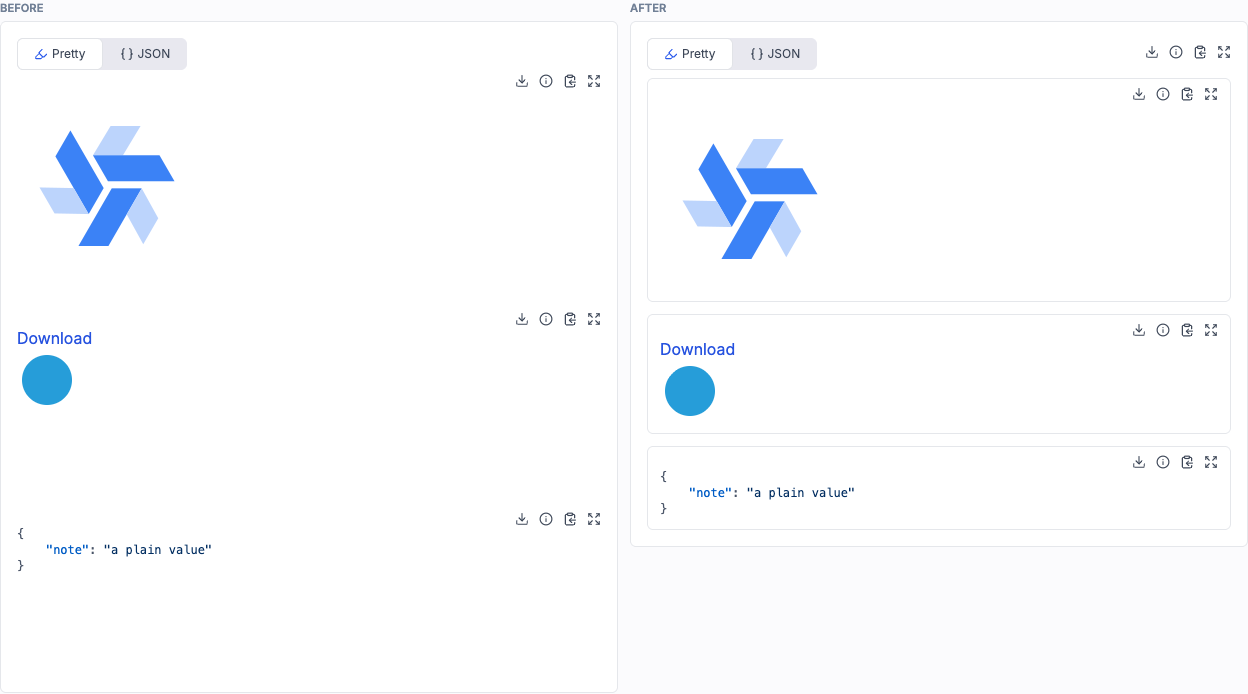 BEFORE
Pretty
{ } JSON
Download
{
    "note": "a plain value"
}
AFTER
Pretty
{ } JSON
Download
{
    "note": "a plain value"
}